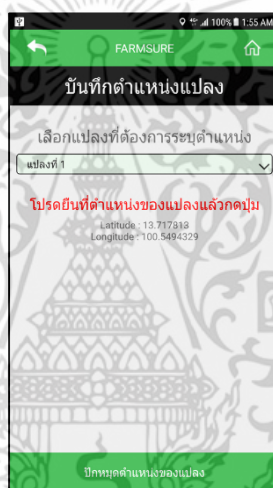 100% 1:55 AM
FARMSURE
บันทึกตำแหน่งแปลง
เลือกแปลงที่ต้องการระบุตำแหน่ง
แปลงที่ 1
โปรดยืนที่ตำแหน่งของแปลงแล้วกดปุ่ม
Latitude : 13.717813
Longitude : 100.5494329
ปักหมุดตำแหน่งของแปลง